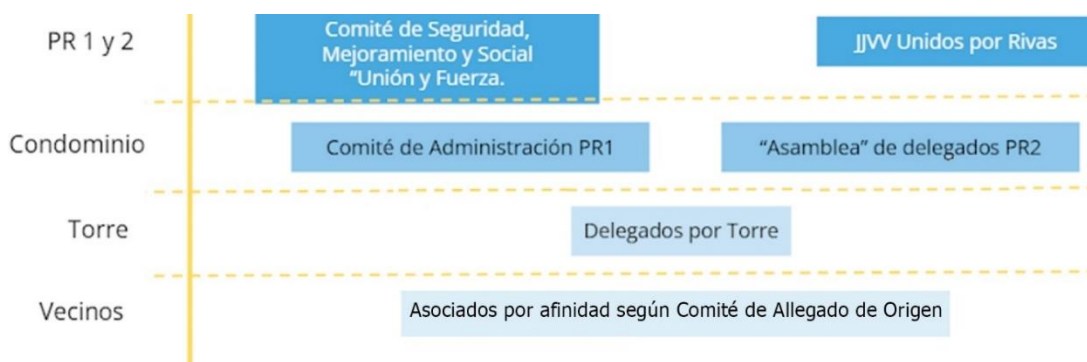 PR 1 y 2
Comité de Seguridad,
Mejoramiento y Social
“Unión y Fuerza.
JJVV Unidos por Rivas
Condominio
Comité de Administración PR1
“Asamblea” de delegados PR2
Torre
Delegados por Torre
Vecinos
Asociados por afinidad según Comité de Allegado de Origen